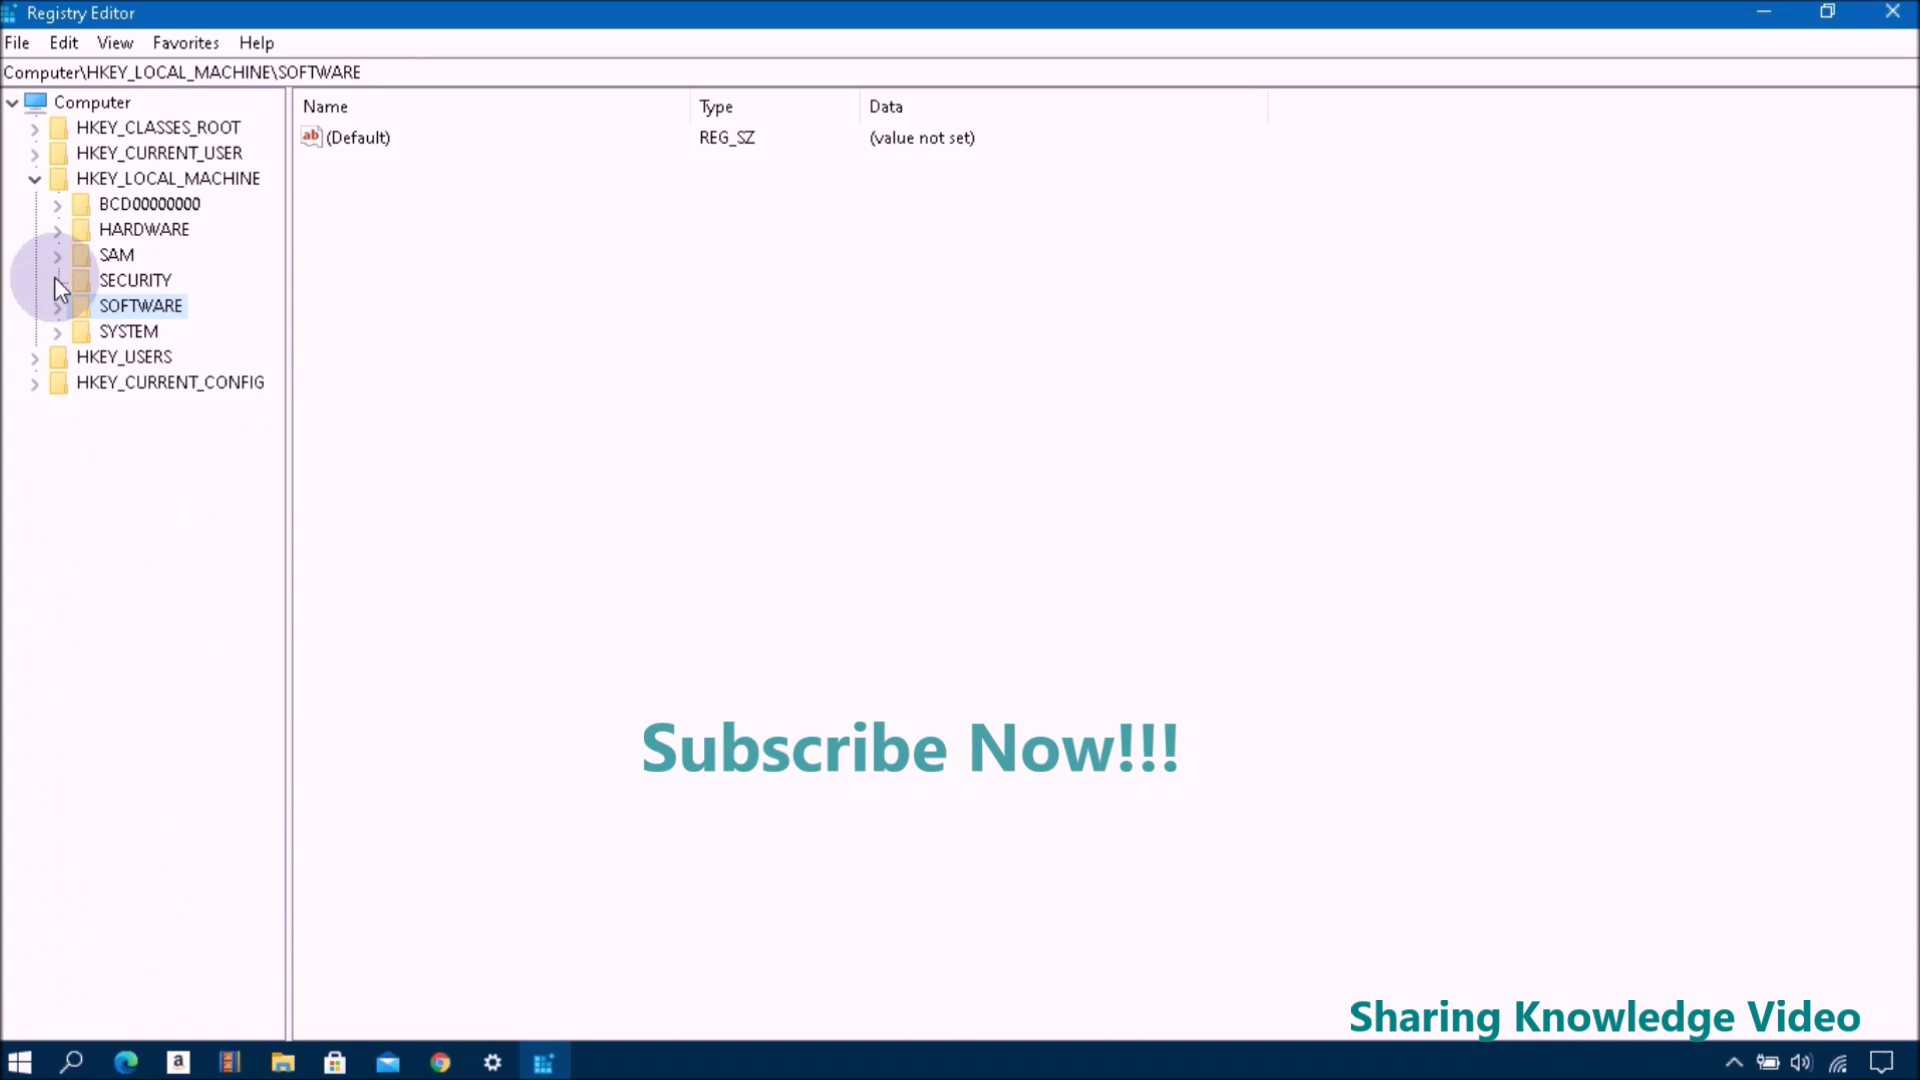 Registry Editor
File Edit View Favorites Help
Computer\HKEY_LOCAL_MACHINE\SOFTWARE
Computer
HKEY_CLASSES_ROOT
HKEY_CURRENT_USER
HKEY_LOCAL_MACHINE
BCD00000000
HARDWARE
SAM
SECURITY
SOFTWARE
SYSTEM
HKEY_USERS
HKEY_CURRENT_CONFIG
Name Type Data
ab (Default) REG_SZ (value not set)
Subscribe Now!!!
Sharing Knowledge Video
a